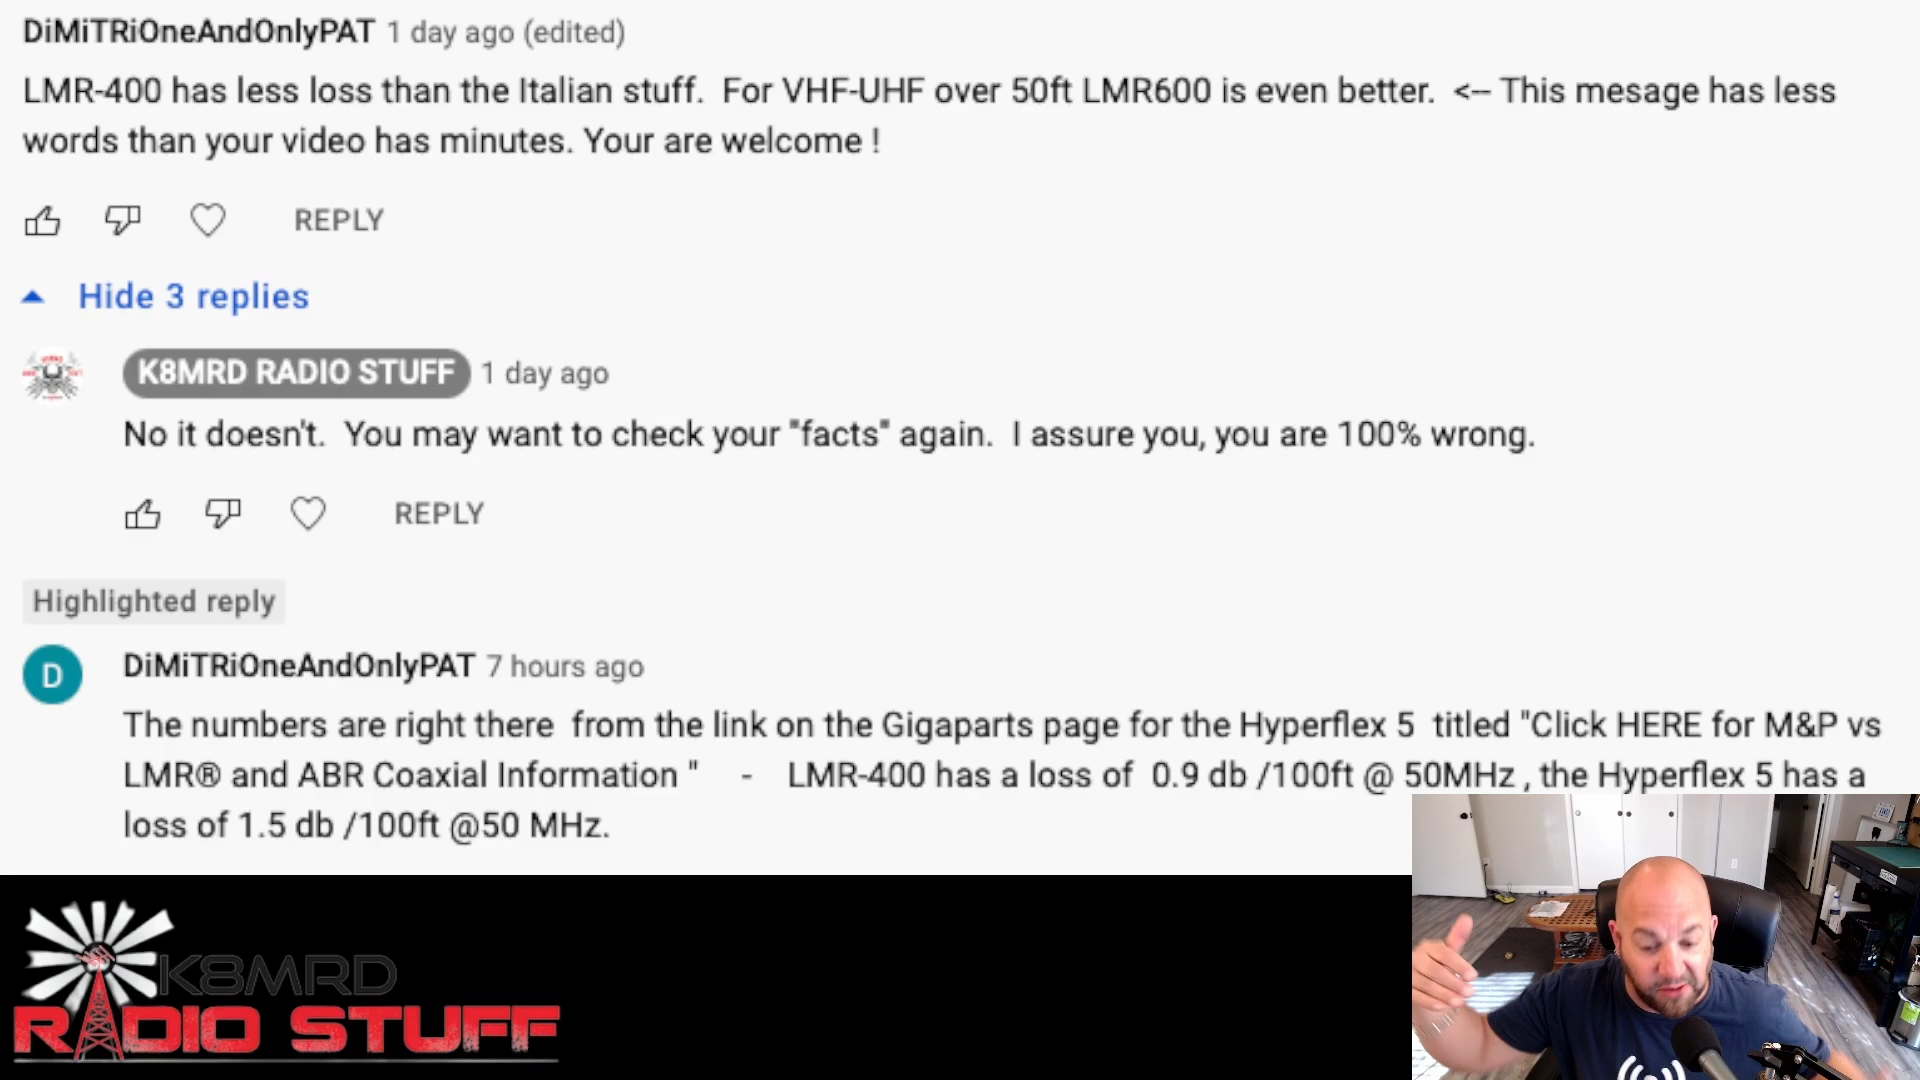 DiMiTRiOneAndOnlyPAT 1 day ago (edited)
LMR-400 has less loss than the Italian stuff. For VHF-UHF over 50ft LMR600 is even better. <-- This mesage has less
words than your video has minutes. Your are welcome !
REPLY
Hide 3 replies
K8MRD RADIO STUFF 1 day ago
No it doesn't. You may want to check your "facts" again. I assure you, you are 100% wrong.
REPLY
Highlighted reply
D
DiMiTRiOneAndOnlyPAT 7 hours ago
The numbers are right there from the link on the Gigaparts page for the Hyperflex 5 titled "Click HERE for M&P vs
LMR® and ABR Coaxial Information " - LMR-400 has a loss of 0.9 db /100ft @ 50MHz , the Hyperflex 5 has a
loss of 1.5 db /100ft @50 MHz.
K8MRD
RADIO STUFF